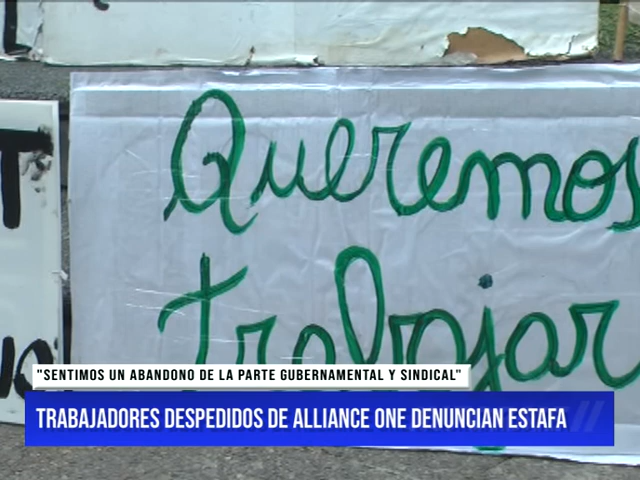 Queremos
trabajar
"SENTIMOS UN ABANDONO DE LA PARTE GUBERNAMENTAL Y SINDICAL"
TRABAJADORES DESPEDIDOS DE ALLIANCE ONE DENUNCIAN ESTAFA